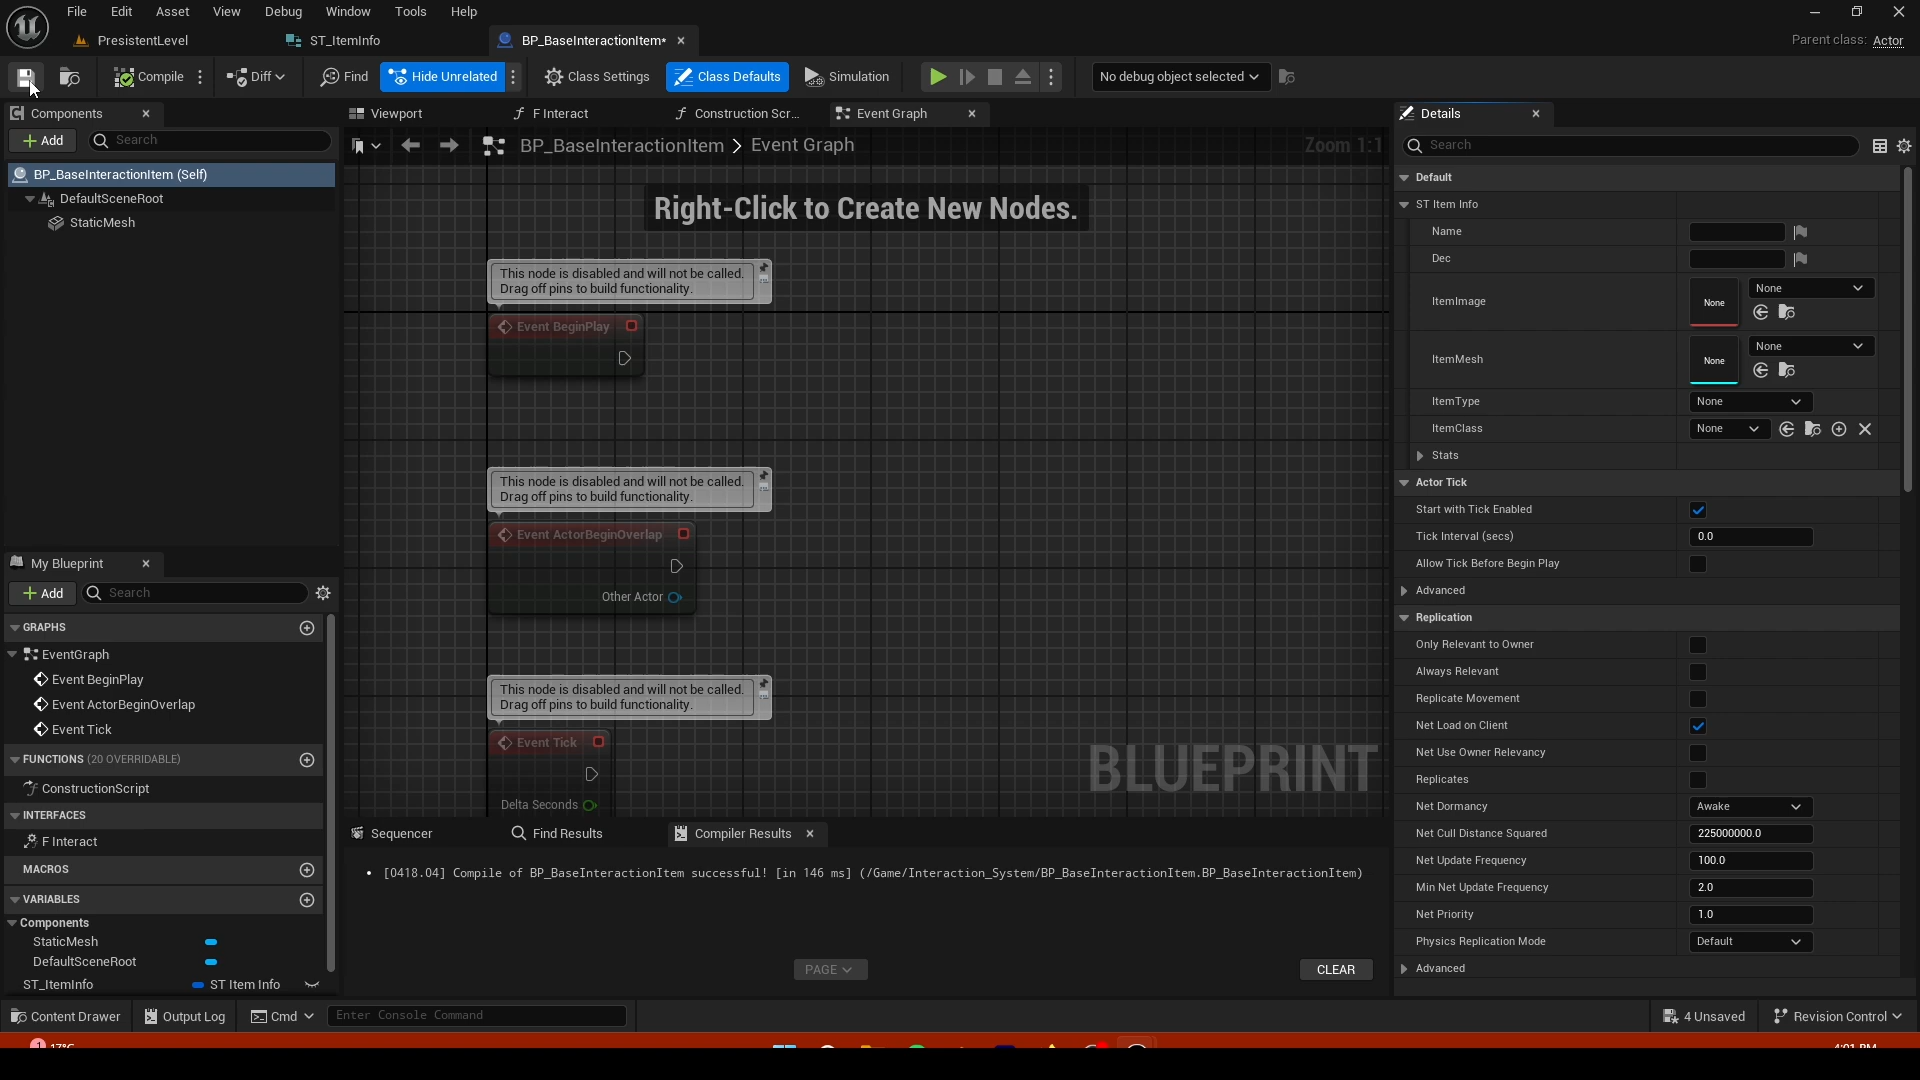 File Edit Asset View Debug Window Tools Help
PresistentLevel ST_ItemInfo BP_BaseInteractionItem* Parent class: Actor
Compile Diff Find Hide Unrelated Class Settings Class Defaults Simulation No debug object selected
Components
Add Search
BP_BaseInteractionItem (Self)
DefaultSceneRoot
StaticMesh
My Blueprint
Add Search
GRAPHS
EventGraph
Event BeginPlay
Event ActorBeginOverlap
Event Tick
FUNCTIONS (20 OVERRIDABLE)
ConstructionScript
INTERFACES
F Interact
MACROS
VARIABLES
Components
StaticMesh
DefaultSceneRoot
ST_ItemInfo ST Item Info
Viewport F Interact Construction Scr... Event Graph
BP_BaseInteractionItem > Event Graph Zoom 1:1
Right-Click to Create New Nodes.
This node is disabled and will not be called.
Drag off pins to build functionality.
Event BeginPlay
This node is disabled and will not be called.
Drag off pins to build functionality.
Event ActorBeginOverlap
Other Actor
This node is disabled and will not be called.
Drag off pins to build functionality.
Event Tick
Delta Seconds
BLUEPRINT
Sequencer Find Results Compiler Results
• [0418.04] Compile of BP_BaseInteractionItem successful! [in 146 ms] (/Game/Interaction_System/BP_BaseInteractionItem.BP_BaseInteractionItem)
PAGE CLEAR
Details
Search
Default
ST Item Info
Name
Dec
ItemImage None None
ItemMesh None None
ItemType None
ItemClass None
Stats
Actor Tick
Start with Tick Enabled
Tick Interval (secs) 0.0
Allow Tick Before Begin Play
Advanced
Replication
Only Relevant to Owner
Always Relevant
Replicate Movement
Net Load on Client
Net Use Owner Relevancy
Replicates
Net Dormancy Awake
Net Cull Distance Squared 225000000.0
Net Update Frequency 100.0
Min Net Update Frequency 2.0
Net Priority 1.0
Physics Replication Mode Default
Advanced
Content Drawer Output Log Cmd Enter Console Command 4 Unsaved Revision Control